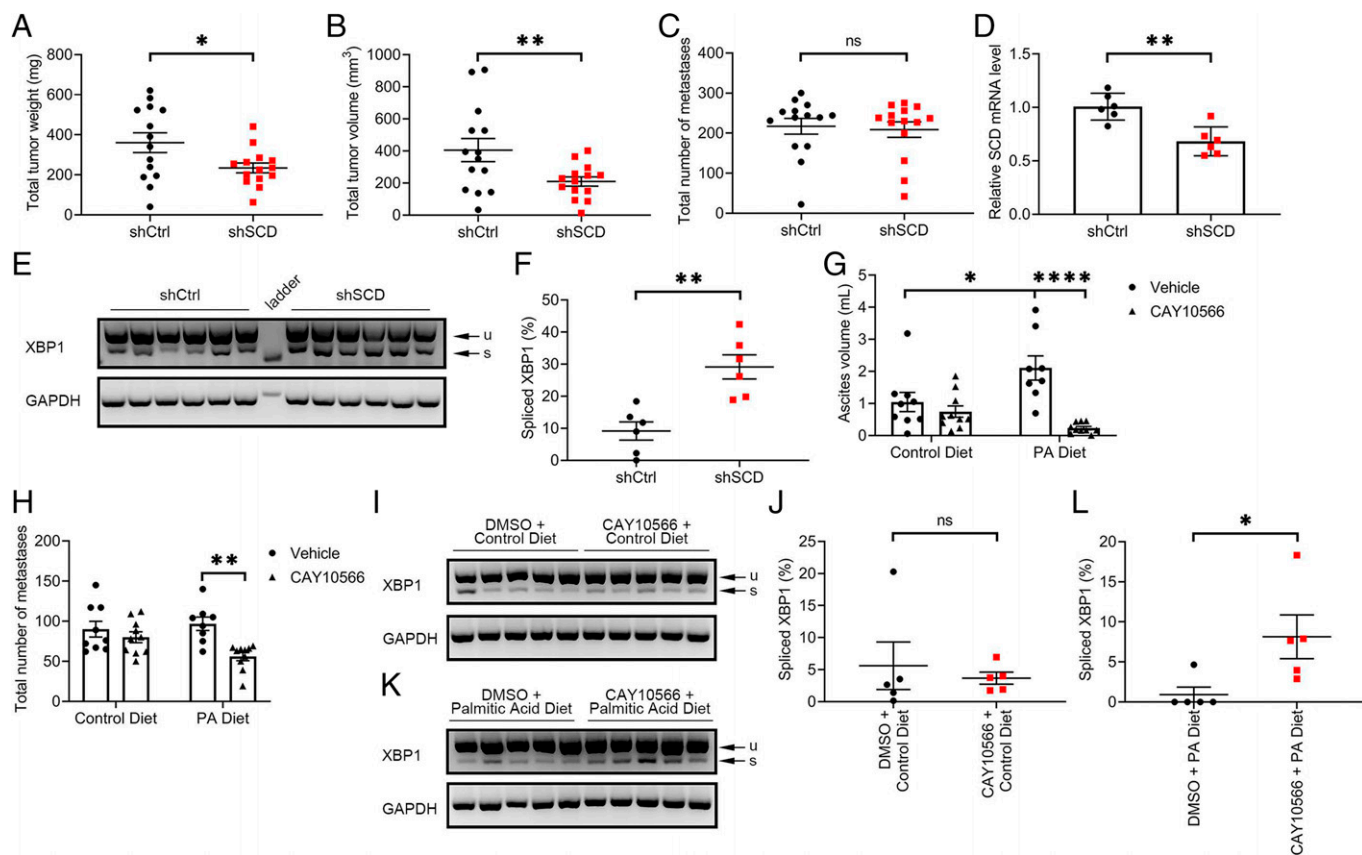 A
*
Total tumor weight (mg)
800
600
400
200
0
shCtrl
shSCD
B
**
Total tumor volume (mm3)
1000
800
600
400
200
0
shCtrl
shSCD
C
ns
Total number of metastases
400
300
200
100
0
shCtrl
shSCD
D
**
Relative SCD mRNA level
1.5
1.0
0.5
0.0
shCtrl
shSCD
E
shCtrl
ladder
shSCD
XBP1
u
s
GAPDH
F
**
Spliced XBP1 (%)
50
40
30
20
10
0
shCtrl
shSCD
G
* ****
Ascites volume (mL)
5
4
3
2
1
0
Control Diet
PA Diet
Vehicle
CAY10566
H
**
Total number of metastases
200
150
100
50
0
Control Diet
PA Diet
Vehicle
CAY10566
I
DMSO +
Control Diet
CAY10566 +
Control Diet
XBP1
u
s
GAPDH
K
DMSO +
Palmitic Acid Diet
CAY10566 +
Palmitic Acid Diet
XBP1
u
s
GAPDH
J
ns
Spliced XBP1 (%)
25
20
15
10
5
0
DMSO +
Control Diet
CAY10566 +
Control Diet
L
*
Spliced XBP1 (%)
20
15
10
5
0
DMSO + PA Diet
CAY10566 + PA Diet